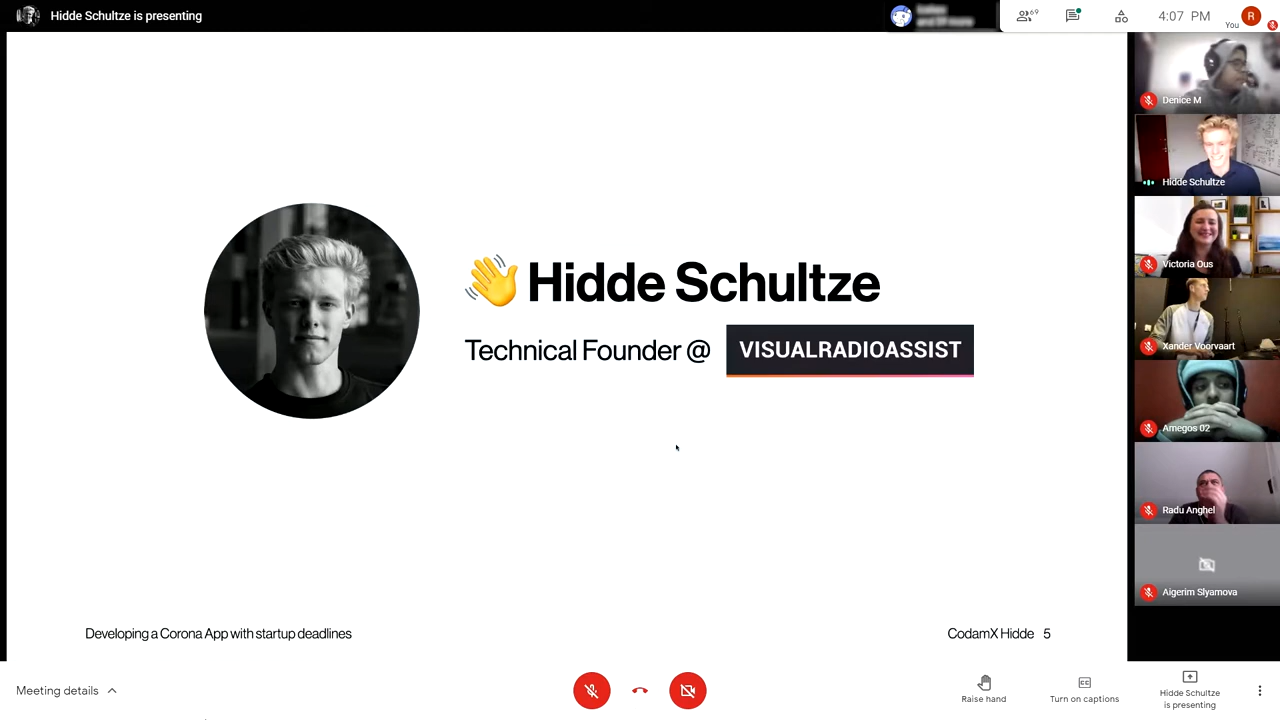 Hidde Schultze is presenting
69
4:07 PM
You
R
Denice M
Hidde Schultze
Victoria Ous
Xander Voorvaart
Amegos 02
Radu Anghel
Aigerim Slyamova
👋 Hidde Schultze
Technical Founder @ VISUALRADIOASSIST
Developing a Corona App with startup deadlines
CodamX Hidde 5
Meeting details
Raise hand
CC
Turn on captions
Hidde Schultze
is presenting